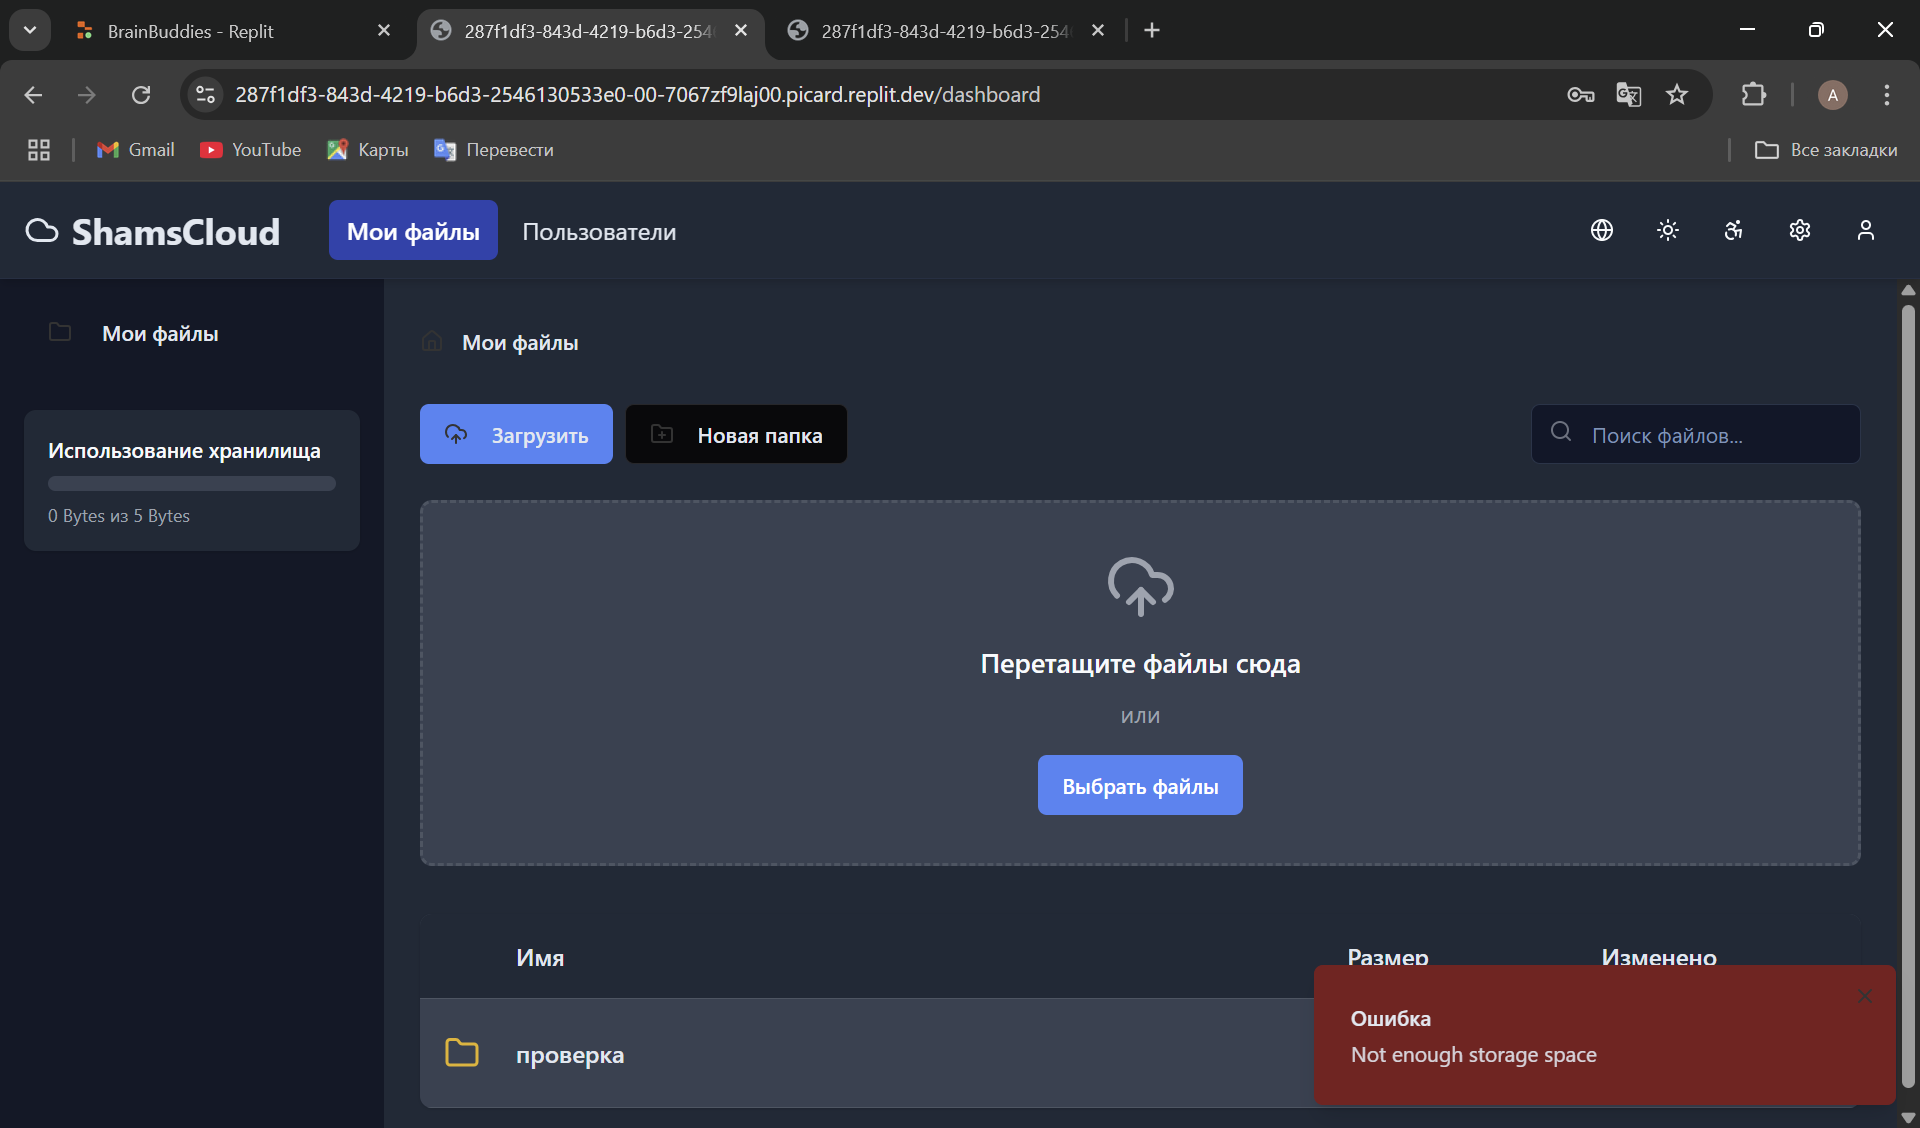 BrainBuddies - Replit
287f1df3-843d-4219-b6d3-254
287f1df3-843d-4219-b6d3-254
287f1df3-843d-4219-b6d3-2546130533e0-00-7067zf9laj00.picard.replit.dev/dashboard
A
Gmail
YouTube
Карты
Перевести
Все закладки
ShamsCloud
Мои файлы
Пользователи
Мои файлы
Мои файлы
Использование хранилища
0 Bytes из 5 Bytes
Загрузить
Новая папка
Поиск файлов...
Перетащите файлы сюда
или
Выбрать файлы
Имя
Размер
Изменено
проверка
Ошибка
Not enough storage space